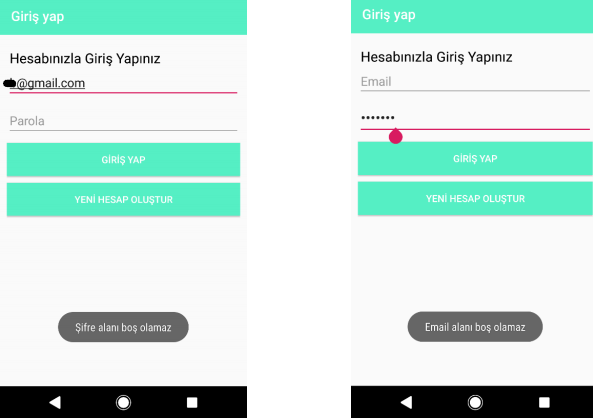 Giriş yap
Hesabınızla Giriş Yapınız
@gmail.com
Parola
GİRİŞ YAP
YENİ HESAP OLUŞTUR
Şifre alanı boş olamaz
Giriş yap
Hesabınızla Giriş Yapınız
Email
•••••••
GİRİŞ YAP
YENİ HESAP OLUŞTUR
Email alanı boş olamaz